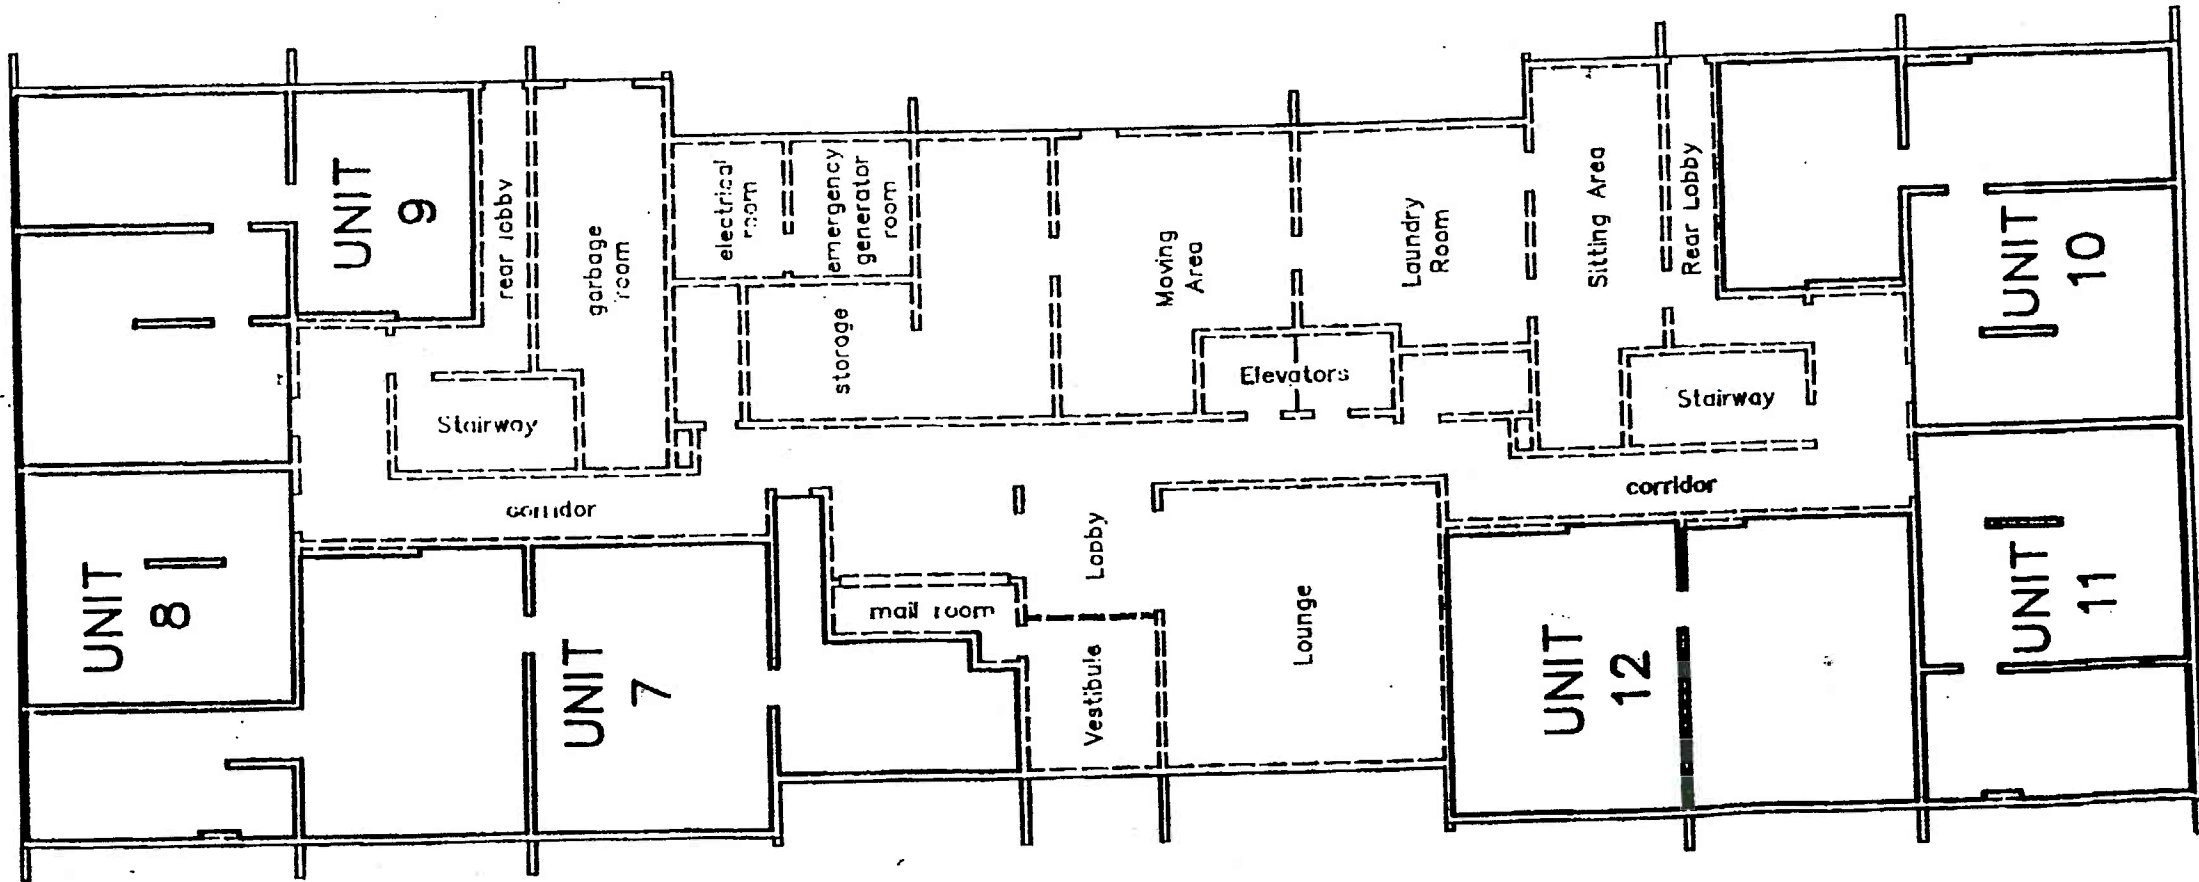 UNIT
9
rear lobby
garbage
room
electrical
room
emergency
generator
room
storage
Moving
Area
Laundry
Room
Sitting Area
Rear Lobby
UNIT
10
Elevators
Stairway
Stairway
corridor
corridor
UNIT
8
UNIT
7
mail room
Lobby
Vestibule
Lounge
UNIT
12
UNIT
11